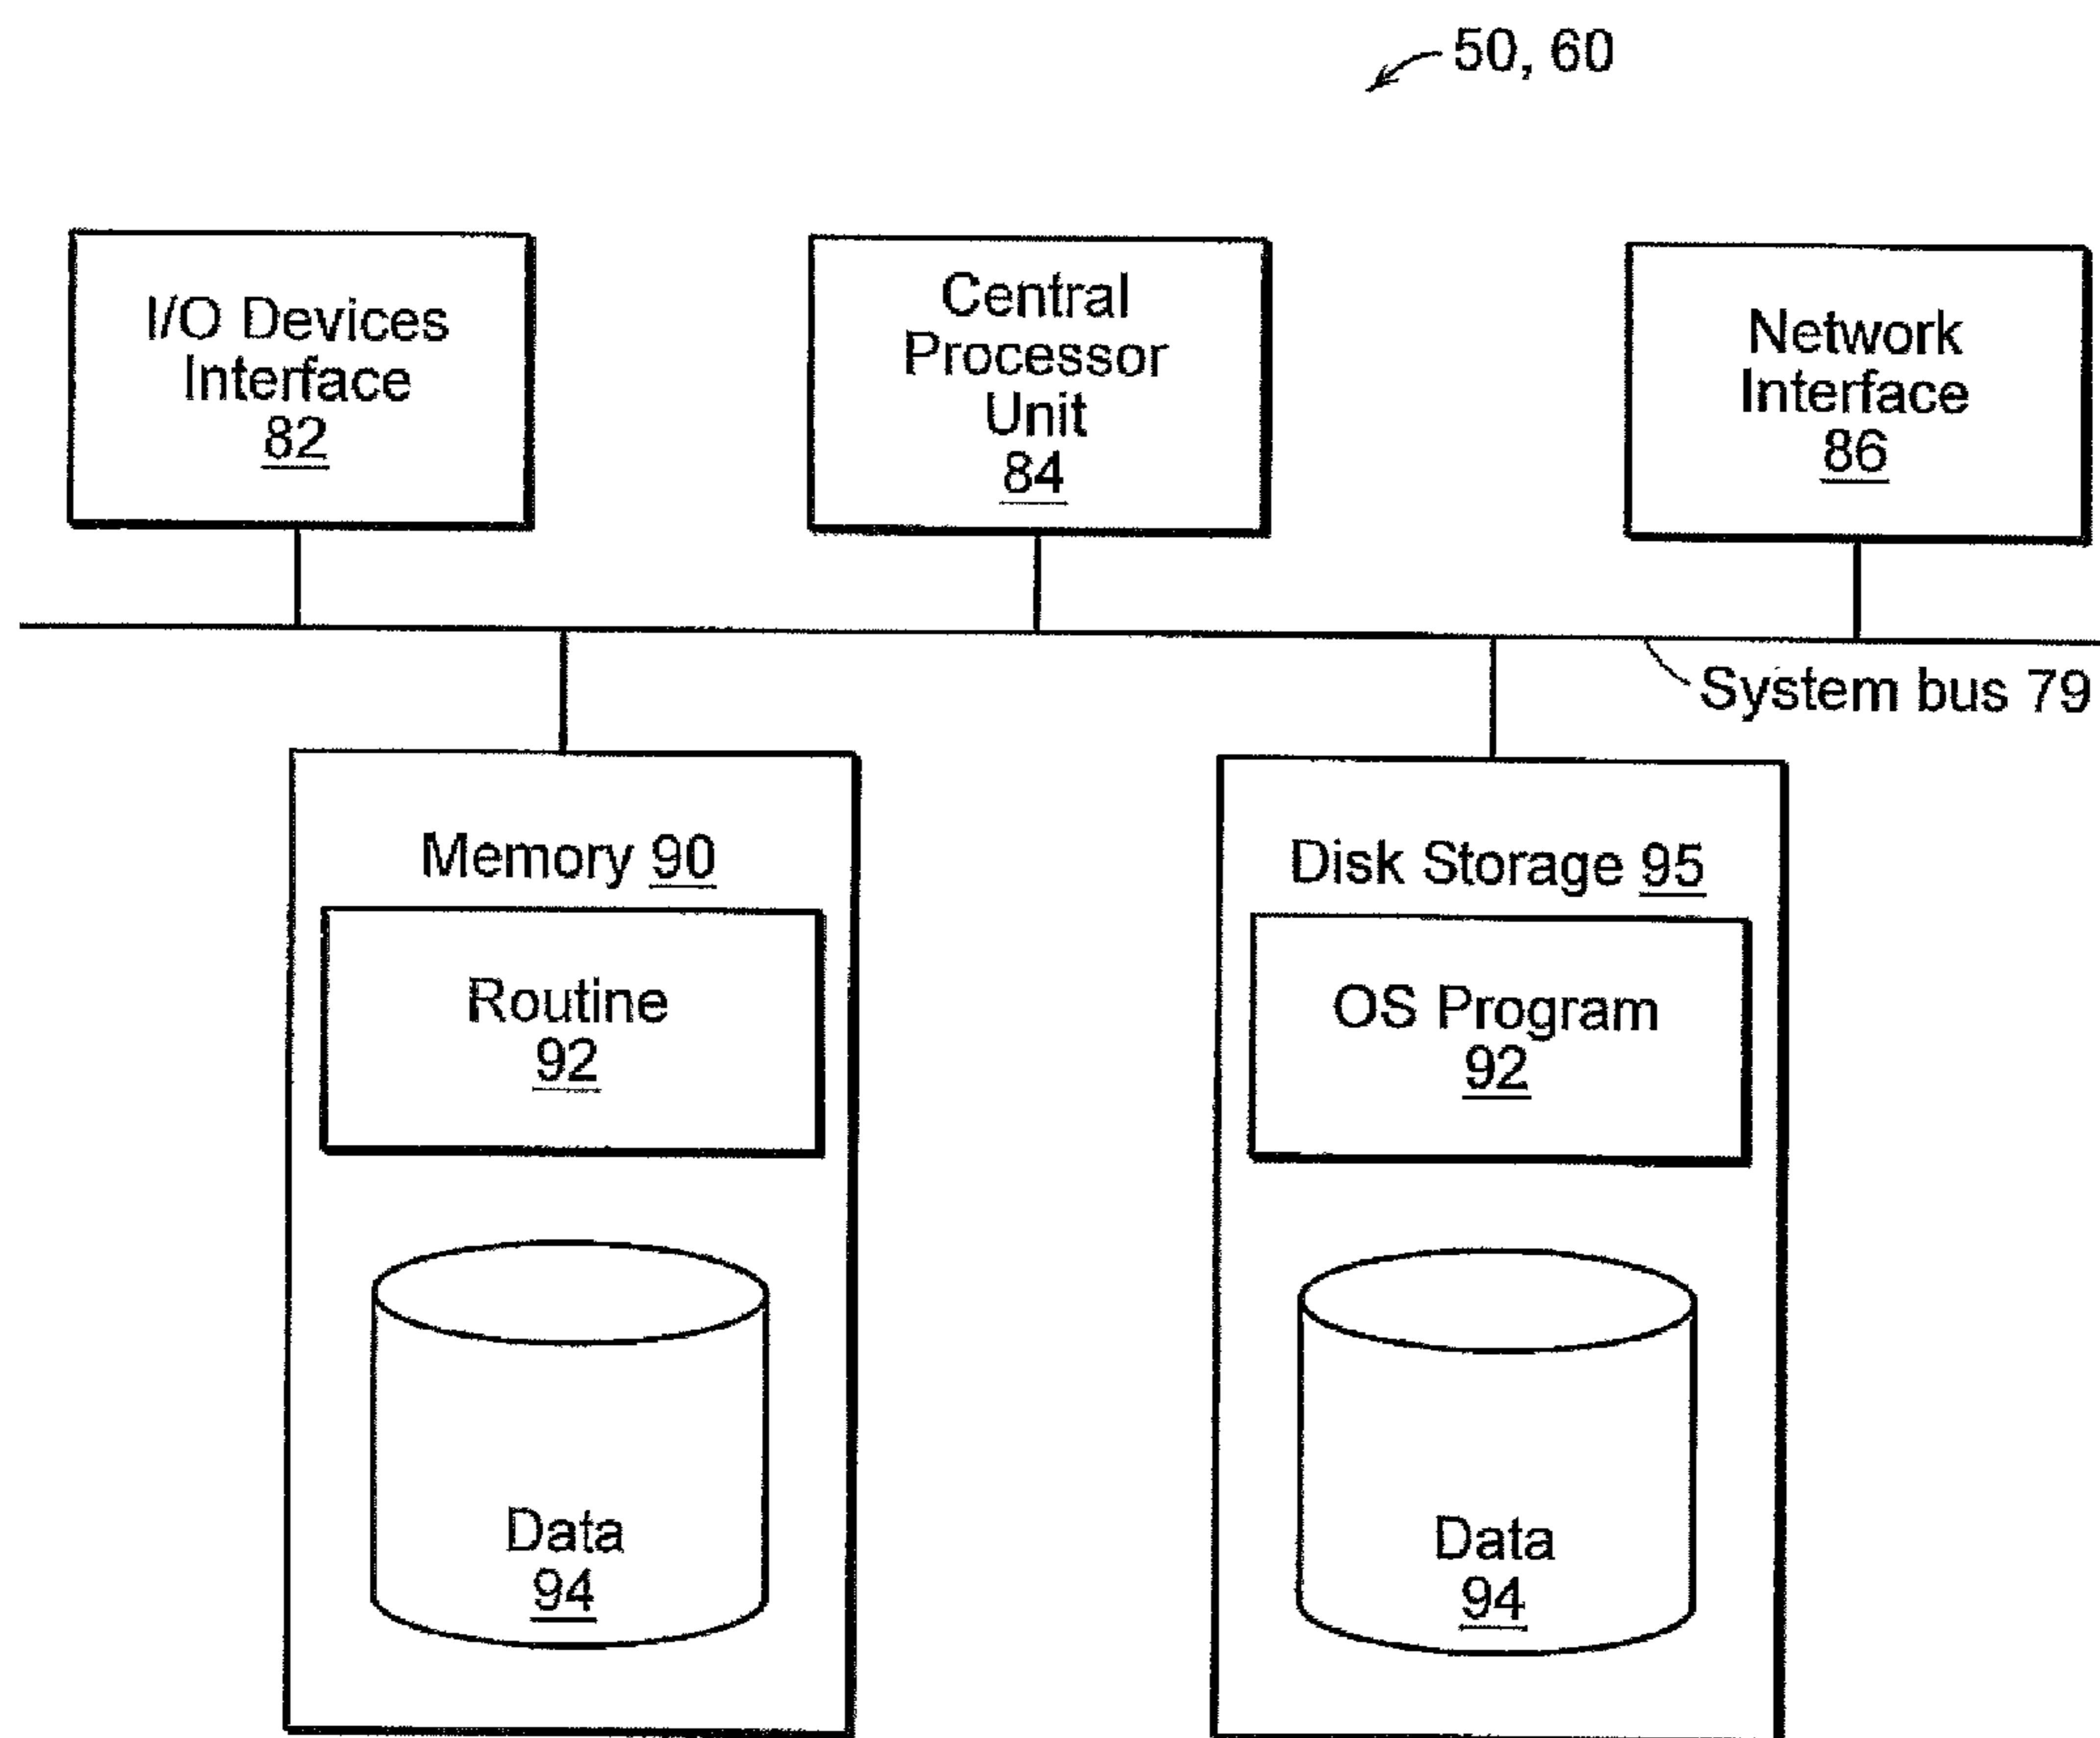 50, 60
I/O Devices
Interface
82
Central
Processor
Unit
84
Network
Interface
86
System bus 79
Memory 90
Routine
92
Data
94
Disk Storage 95
OS Program
92
Data
94